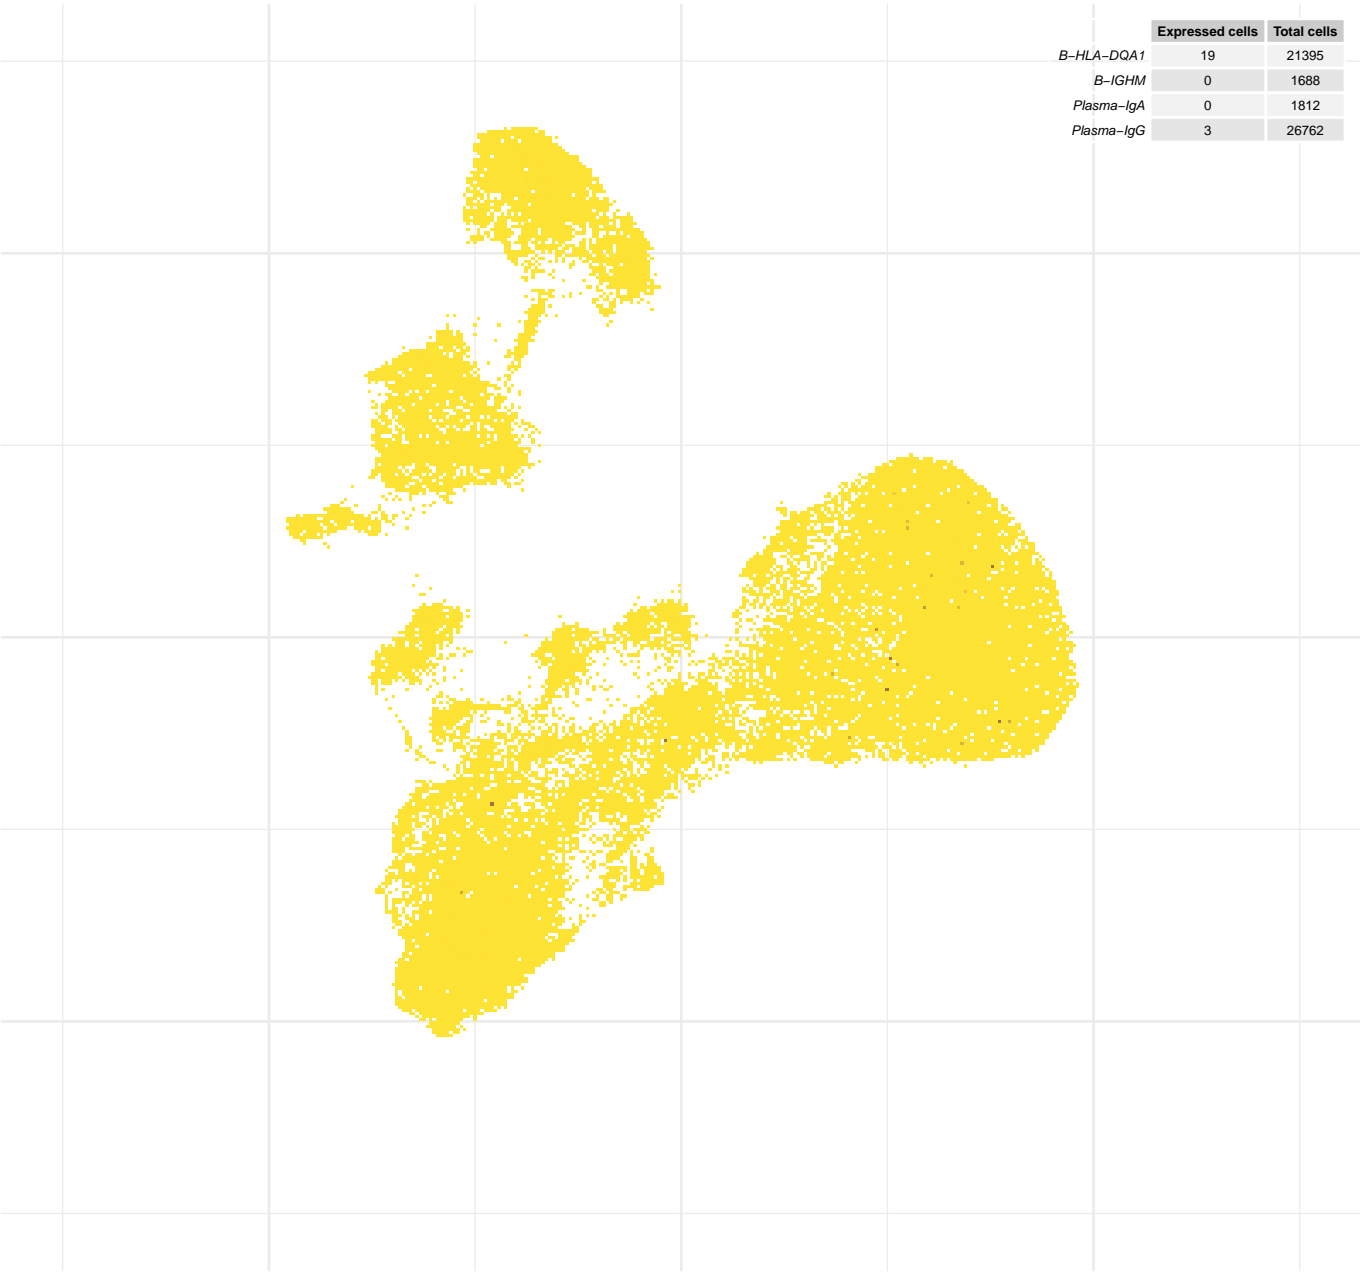 Expressed cells Total cells
B−HLA−DQA1 19 21395
B−IGHM 0 1688
Plasma−IgA 0 1812
Plasma−IgG 3 26762